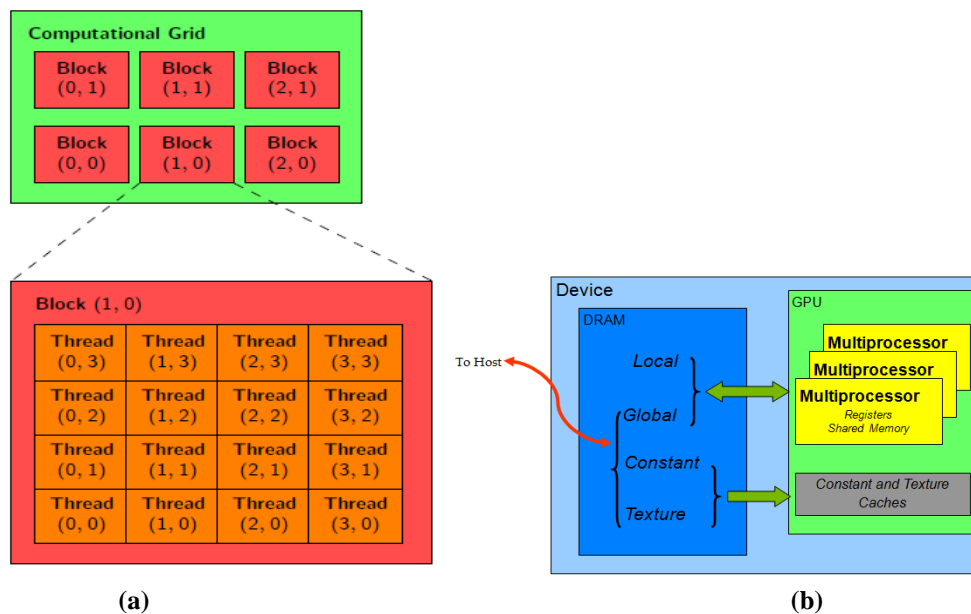 Computational Grid
Block
(0, 1)
Block
(1, 1)
Block
(2, 1)
Block
(0, 0)
Block
(1, 0)
Block
(2, 0)
Block (1, 0)
Thread
(0, 3)
Thread
(1, 3)
Thread
(2, 3)
Thread
(3, 3)
Thread
(0, 2)
Thread
(1, 2)
Thread
(2, 2)
Thread
(3, 2)
Thread
(0, 1)
Thread
(1, 1)
Thread
(2, 1)
Thread
(3, 1)
Thread
(0, 0)
Thread
(1, 0)
Thread
(2, 0)
Thread
(3, 0)
(a)
To Host
Device
DRAM
Local
Global
Constant
Texture
GPU
Multiprocessor
Multiprocessor
Multiprocessor
Registers
Shared Memory
Constant and Texture
Caches
(b)